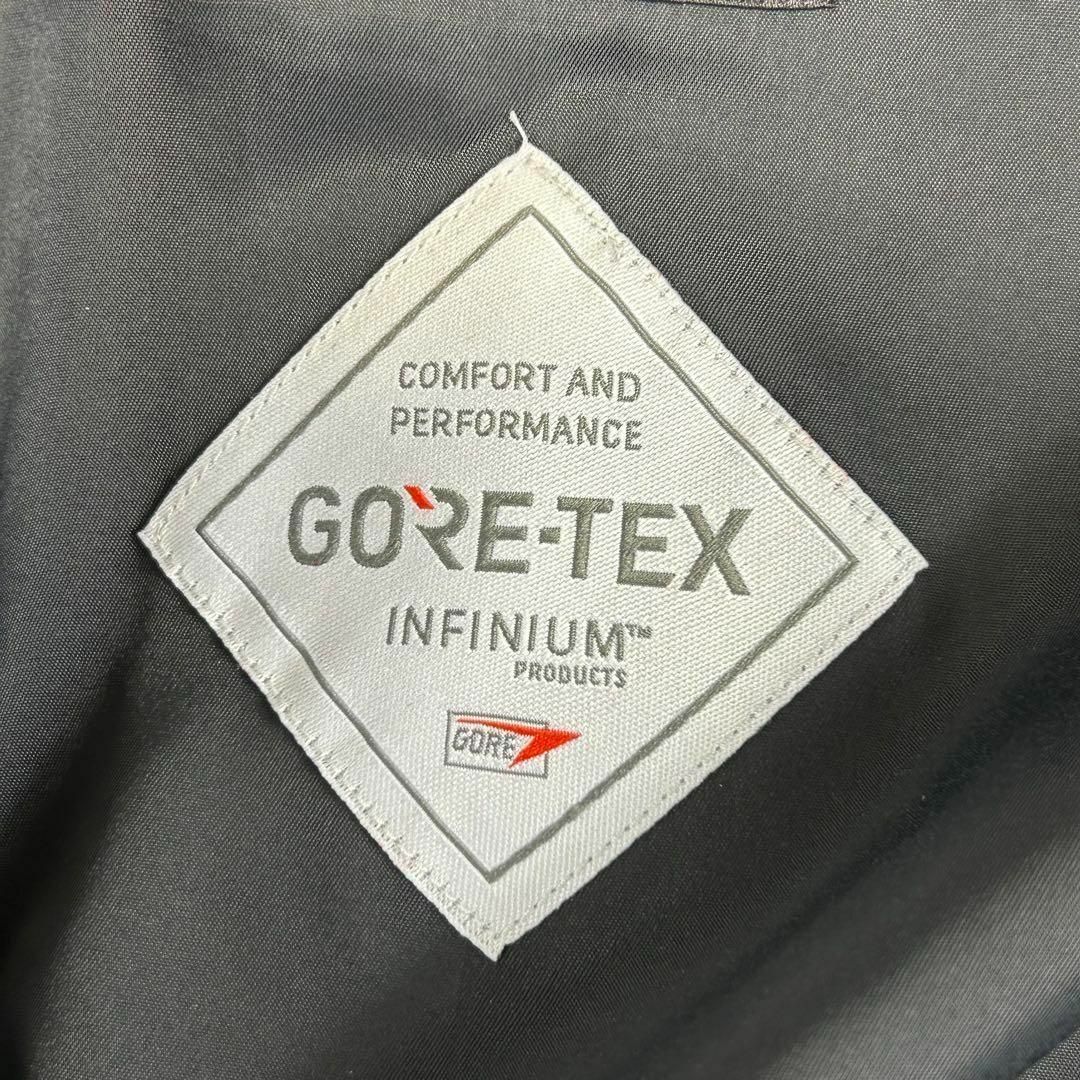 COMFORT AND
PERFORMANCE
GORE-TEX
INFINIUM™
PRODUCTS
GORE